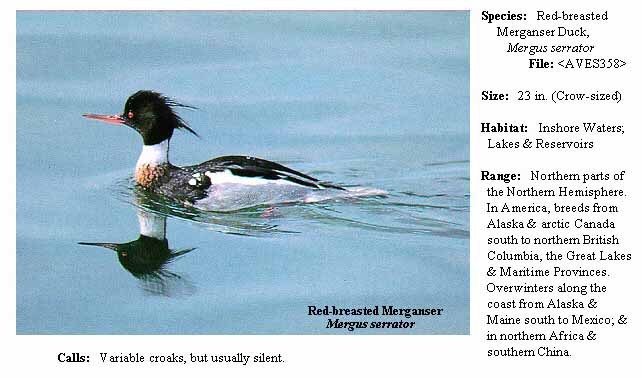 Species: Red-breasted
Merganser Duck,
Mergus serrator
File: <AVES358>
Size: 23 in. (Crow-sized)
Habitat: Inshore Waters;
Lakes & Reservoirs
Range: Northern parts of
the Northern Hemisphere.
In America, breeds from
Alaska & arctic Canada
south to northern British
Columbia, the Great Lakes
& Maritime Provinces.
Overwinters along the
coast from Alaska &
Maine south to Mexico; &
in northern Africa &
southern China.
Red-breasted Merganser
Mergus serrator
Calls: Variable croaks, but usually silent.